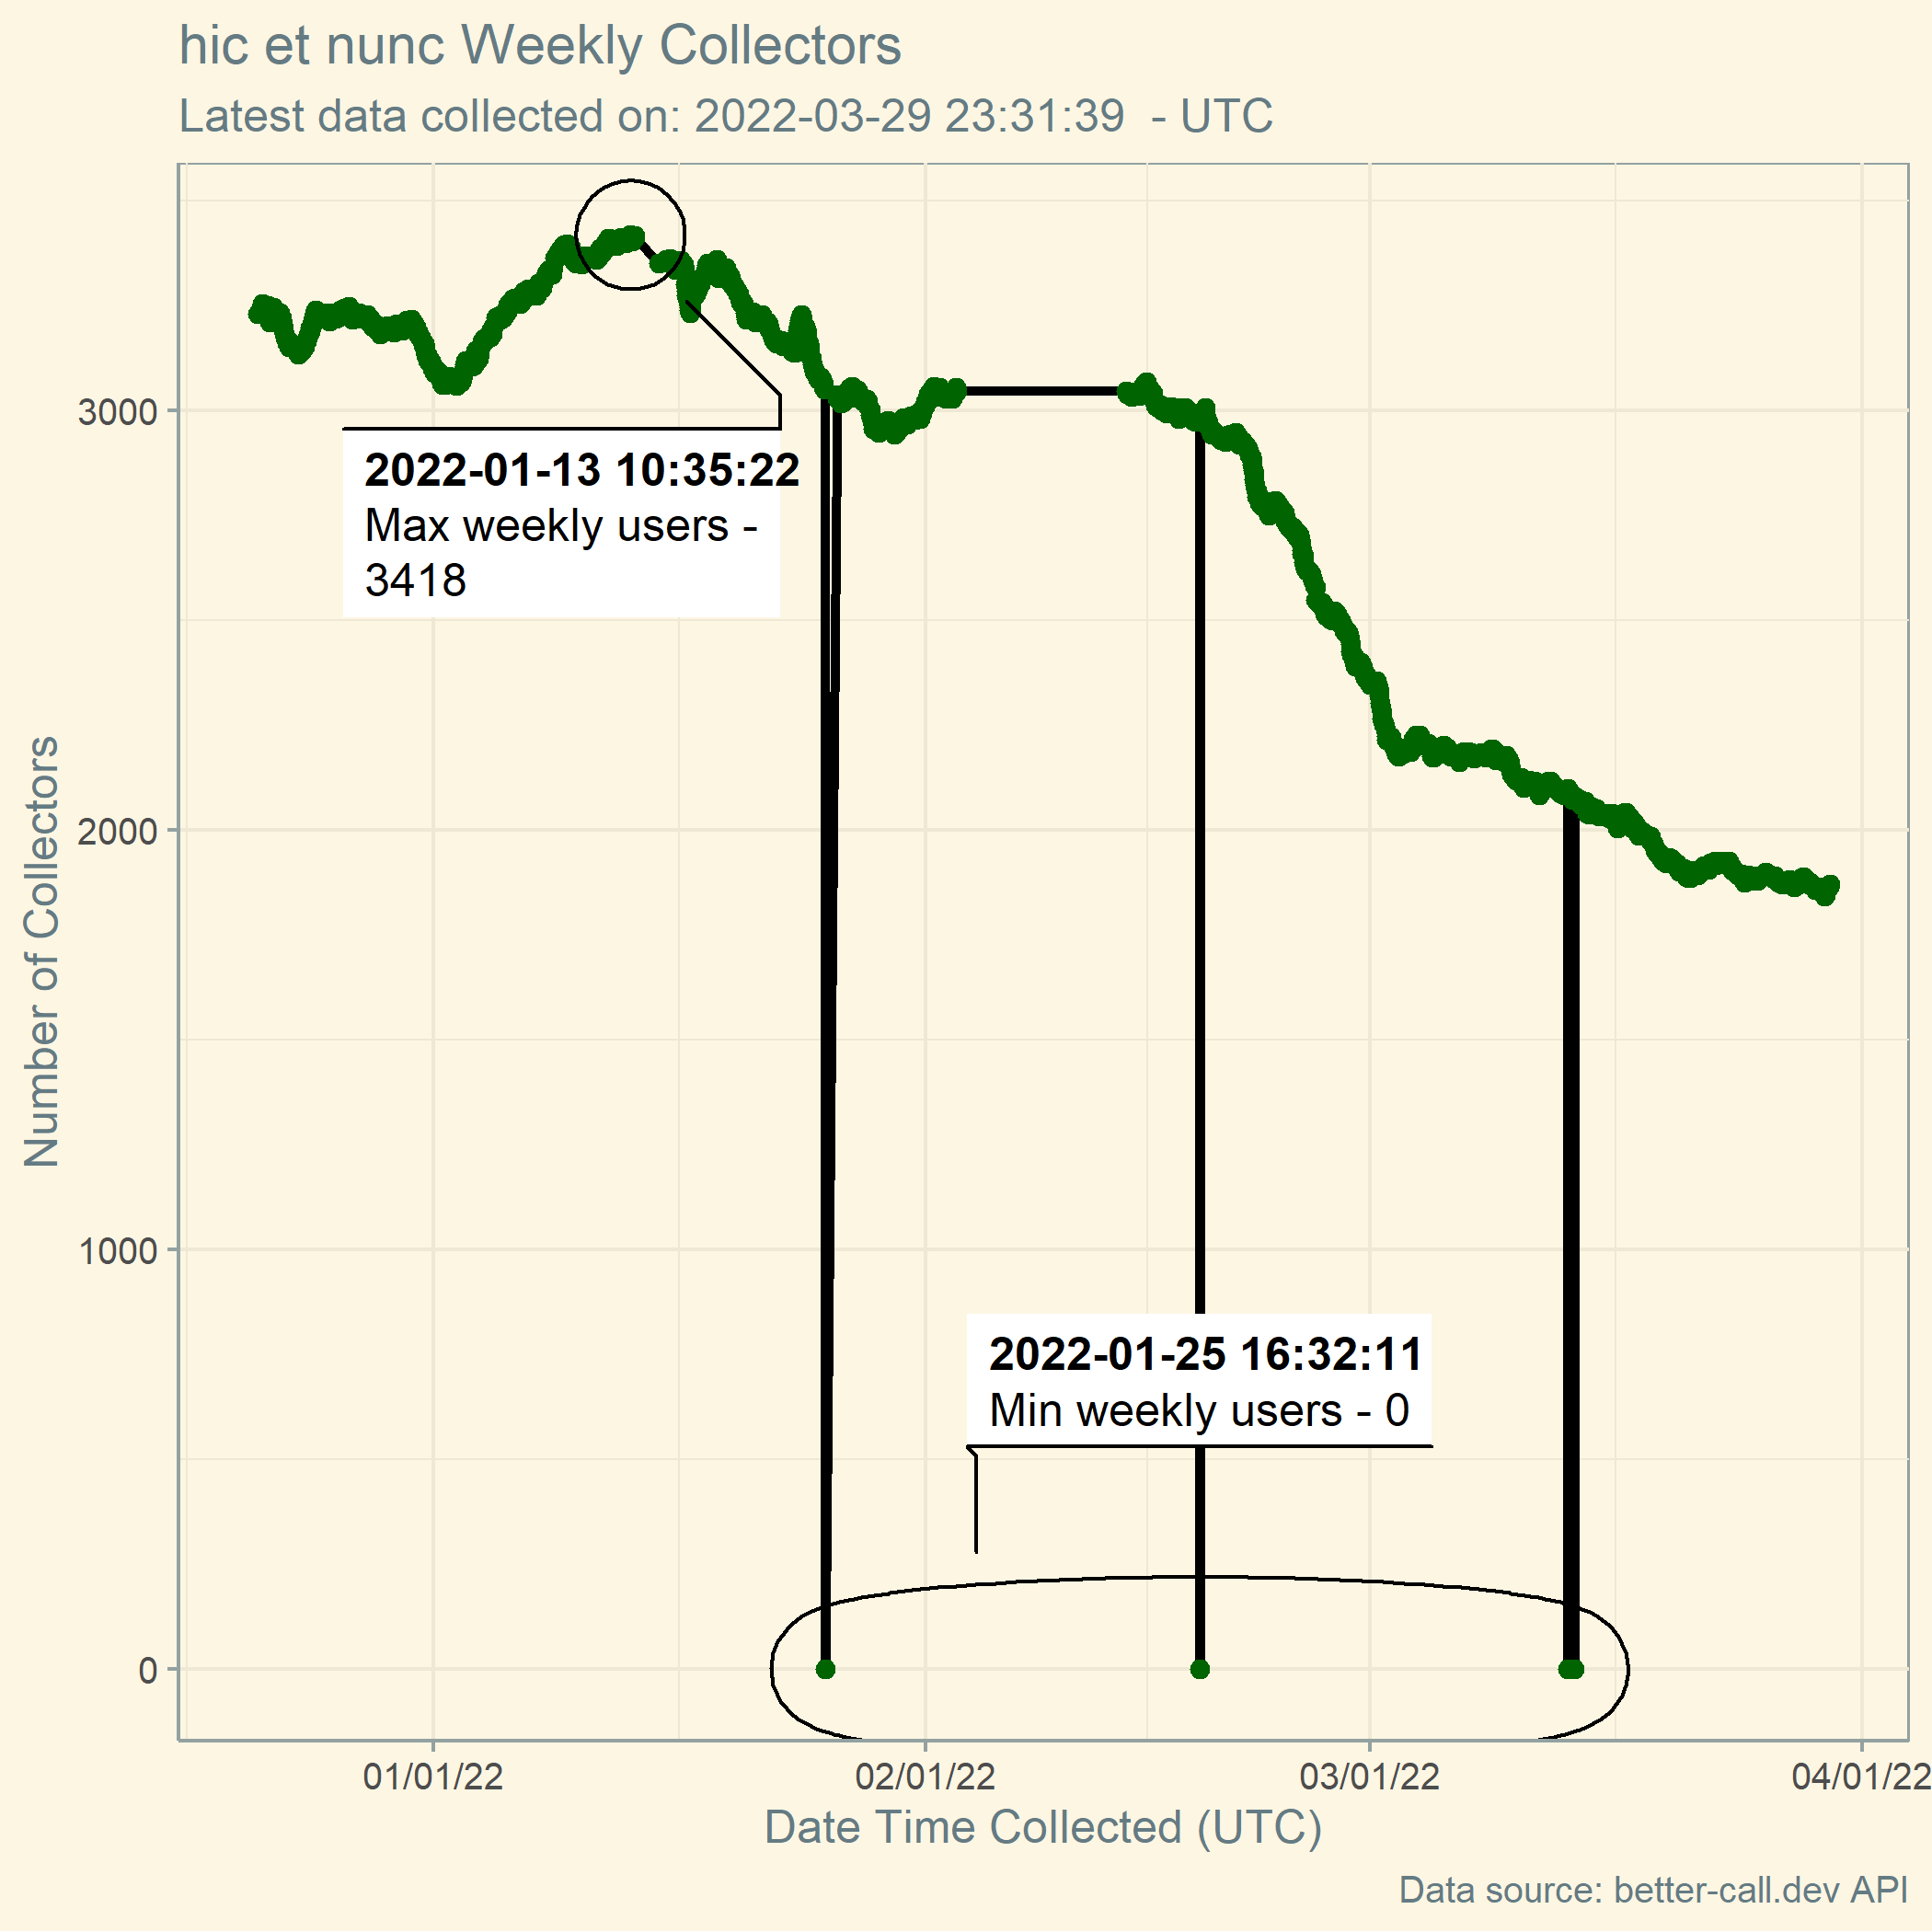 hic et nunc Weekly Collectors
Latest data collected on: 2022-03-29 23:31:39  - UTC
Number of Collectors
3000
2000
1000
0
2022-01-13 10:35:22
Max weekly users -
3418
2022-01-25 16:32:11
Min weekly users - 0
01/01/22
02/01/22
03/01/22
04/01/22
Date Time Collected (UTC)
Data source: better-call.dev API